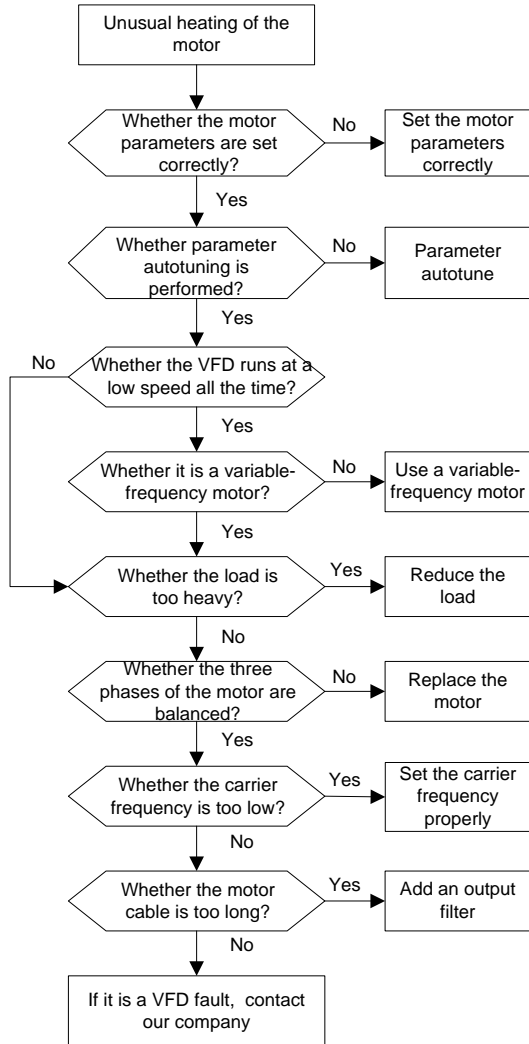 Unusual heating of the
motor
Whether the motor
parameters are set
correctly?
No
Set the motor
parameters
correctly
Yes
Whether parameter
autotuning is
performed?
No
Parameter
autotune
Yes
No
Whether the VFD runs at a
low speed all the time?
Yes
Whether it is a variable-
frequency motor?
No
Use a variable-
frequency motor
Yes
Whether the load is
too heavy?
Yes
Reduce the
load
No
Whether the three
phases of the motor are
balanced?
No
Replace the
motor
Yes
Whether the carrier
frequency is too low?
Yes
Set the carrier
frequency
properly
No
Whether the motor
cable is too long?
Yes
Add an output
filter
No
If it is a VFD fault, contact
our company